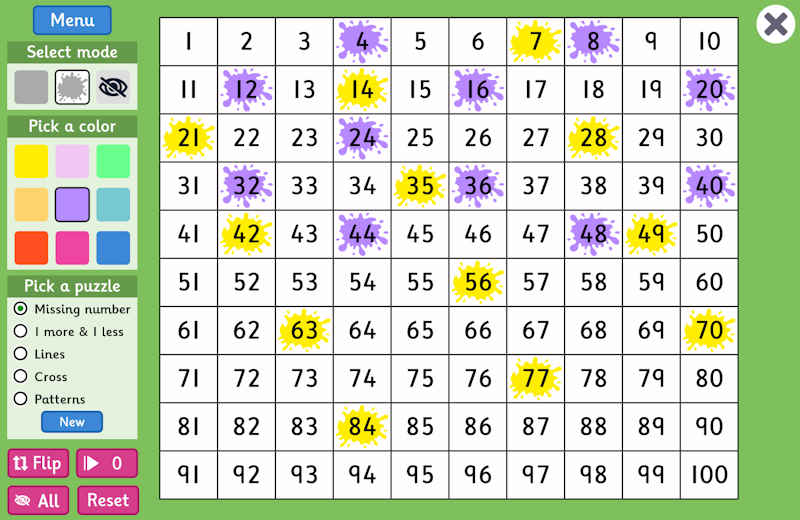 Menu
Select mode
Pick a color
Pick a puzzle
Missing number
1 more & 1 less
Lines
Cross
Patterns
New
Flip
0
All
Reset
1 2 3 4 5 6 7 8 9 10
11 12 13 14 15 16 17 18 19 20
21 22 23 24 25 26 27 28 29 30
31 32 33 34 35 36 37 38 39 40
41 42 43 44 45 46 47 48 49 50
51 52 53 54 55 56 57 58 59 60
61 62 63 64 65 66 67 68 69 70
71 72 73 74 75 76 77 78 79 80
81 82 83 84 85 86 87 88 89 90
91 92 93 94 95 96 97 98 99 100